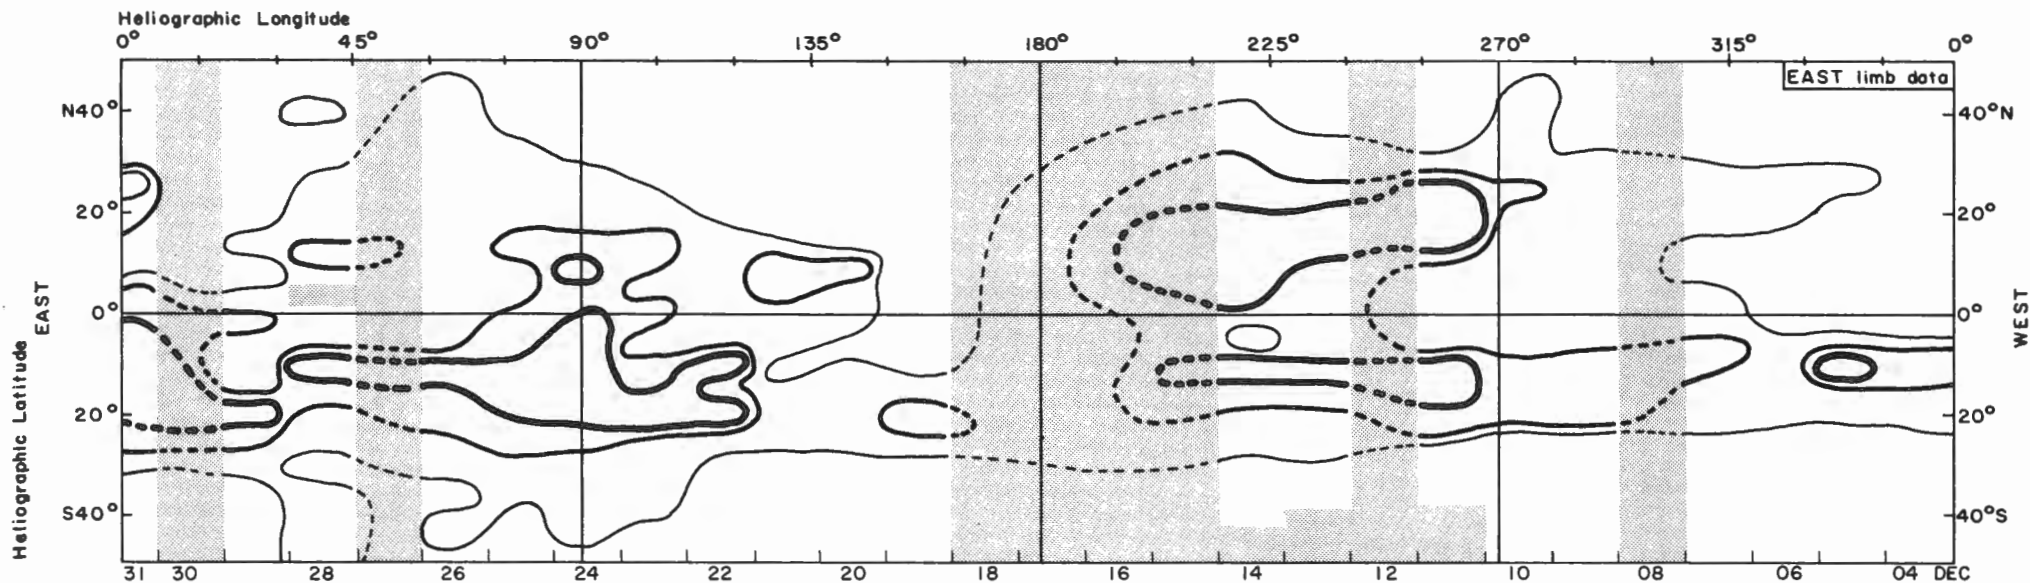 Heliographic Longitude
0° 45° 90° 135° 180° 225° 270° 315° 0°
EAST limb data
N40° 40°N
20° 20°
0° 0°
EAST WEST
Heliographic Latitude
20° 20°
S40° 40°S
31 30 28 26 24 22 20 18 16 14 12 10 08 06 04 DEC